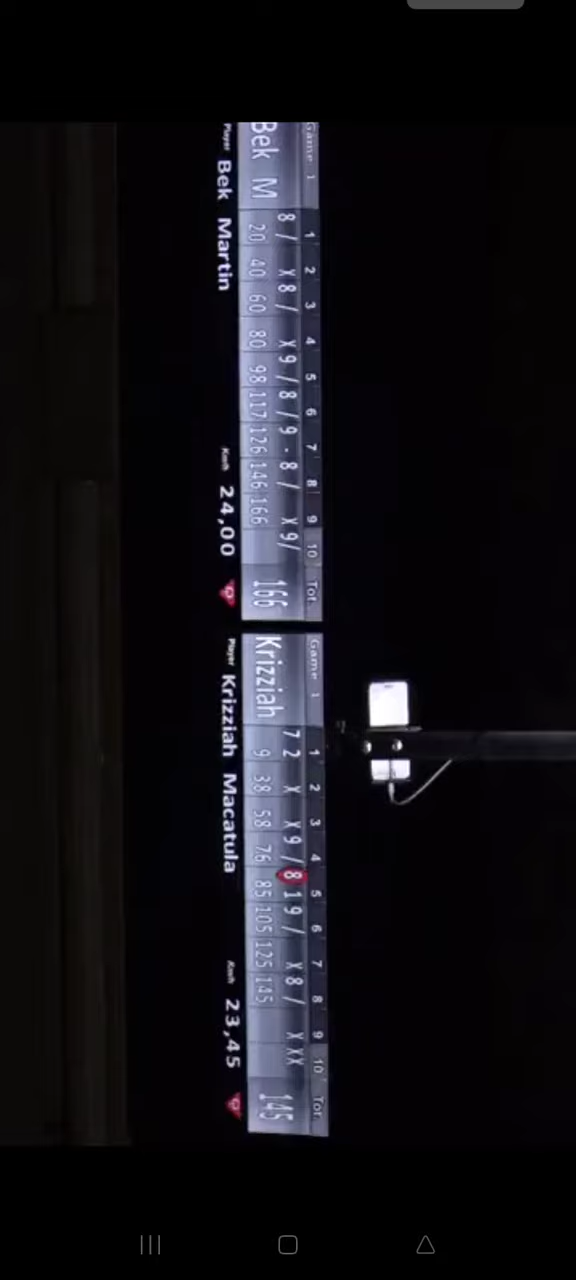 Game 1 1 2 3 4 5 6 7 8 9 10 Tot.
Bek M 8 / X 8 / X 9 / 8 / 9 - 8 / X 9/
20 40 60 80 98 117 126 146 166 166
Player Bek Martin Km/h 24,00
Game 1 1 2 3 4 5 6 7 8 9 10 Tot.
Krizziah 7 2 X X 9 / 8 1 9 / X 8 / X XX
9 38 58 76 85 105 125 145 145
Player Krizziah Macatula Km/h 23,45